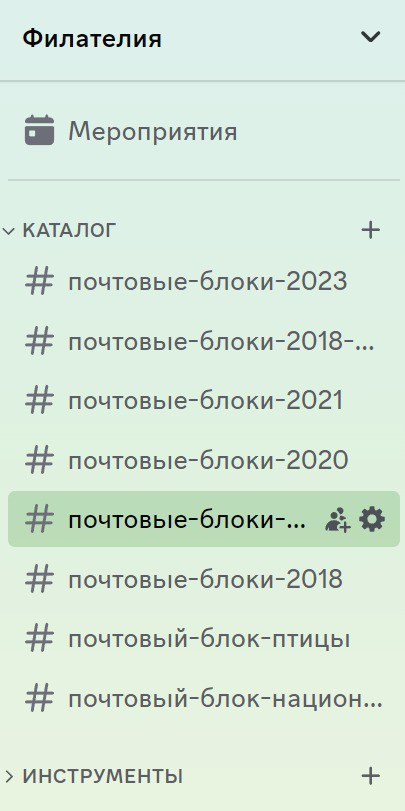 Филателия
Мероприятия
КАТАЛОГ
# почтовые-блоки-2023
# почтовые-блоки-2018-...
# почтовые-блоки-2021
# почтовые-блоки-2020
# почтовые-блоки-...
# почтовые-блоки-2018
# почтовый-блок-птицы
# почтовый-блок-национ...
ИНСТРУМЕНТЫ